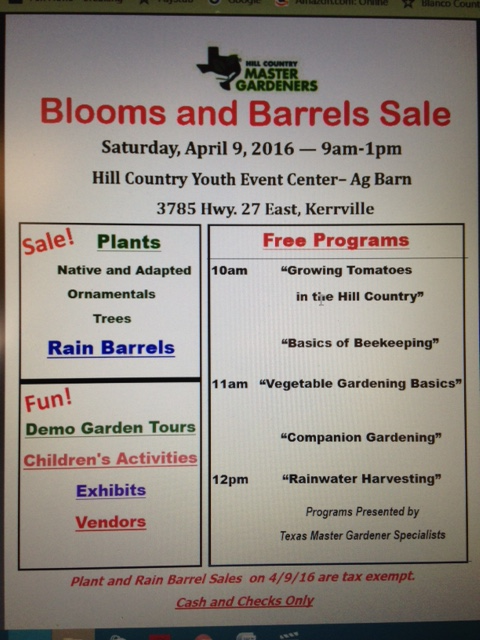 Google
Amazon.com: Online
HILL COUNTRY
MASTER
GARDENERS
Blooms and Barrels Sale
Saturday, April 9, 2016 — 9am-1pm
Hill Country Youth Event Center– Ag Barn
3785 Hwy. 27 East, Kerrville
Sale!
Plants
Native and Adapted
Ornamentals
Trees
Rain Barrels
Fun!
Demo Garden Tours
Children's Activities
Exhibits
Vendors
Free Programs
10am “Growing Tomatoes
in the Hill Country”
“Basics of Beekeeping”
11am “Vegetable Gardening Basics”
“Companion Gardening”
12pm “Rainwater Harvesting”
Programs Presented by
Texas Master Gardener Specialists
Plant and Rain Barrel Sales on 4/9/16 are tax exempt.
Cash and Checks Only